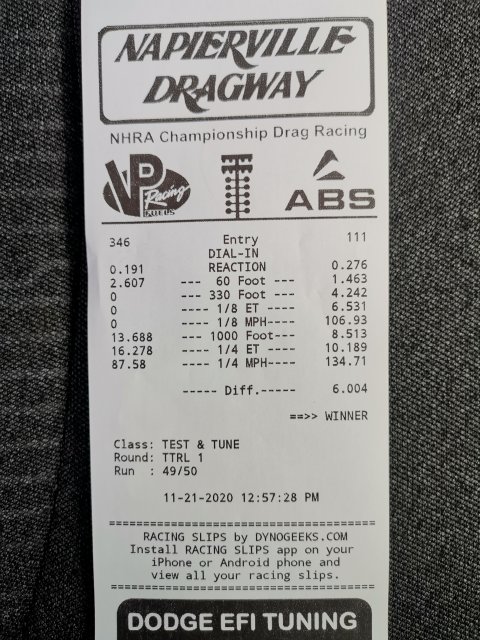 NAPIERVILLE
DRAGWAY
NHRA Championship Drag Racing
VP Racing FUELS
ABS
346 Entry 111
DIAL-IN
0.191 REACTION 0.276
2.607 --- 60 Foot --- 1.463
0 --- 330 Foot --- 4.242
0 ---- 1/8 ET ---- 6.531
0 ---- 1/8 MPH---- 106.93
13.688 ---- 1000 Foot--- 8.513
16.278 ---- 1/4 ET ---- 10.189
87.58 ---- 1/4 MPH---- 134.71
----- Diff.----- 6.004
==>> WINNER
Class: TEST & TUNE
Round: TTRL 1
Run : 49/50
11-21-2020 12:57:28 PM
====================================
RACING SLIPS by DYNOGEEKS.COM
Install RACING SLIPS app on your
iPhone or Android phone and
view all your racing slips.
====================================
DODGE EFI TUNING